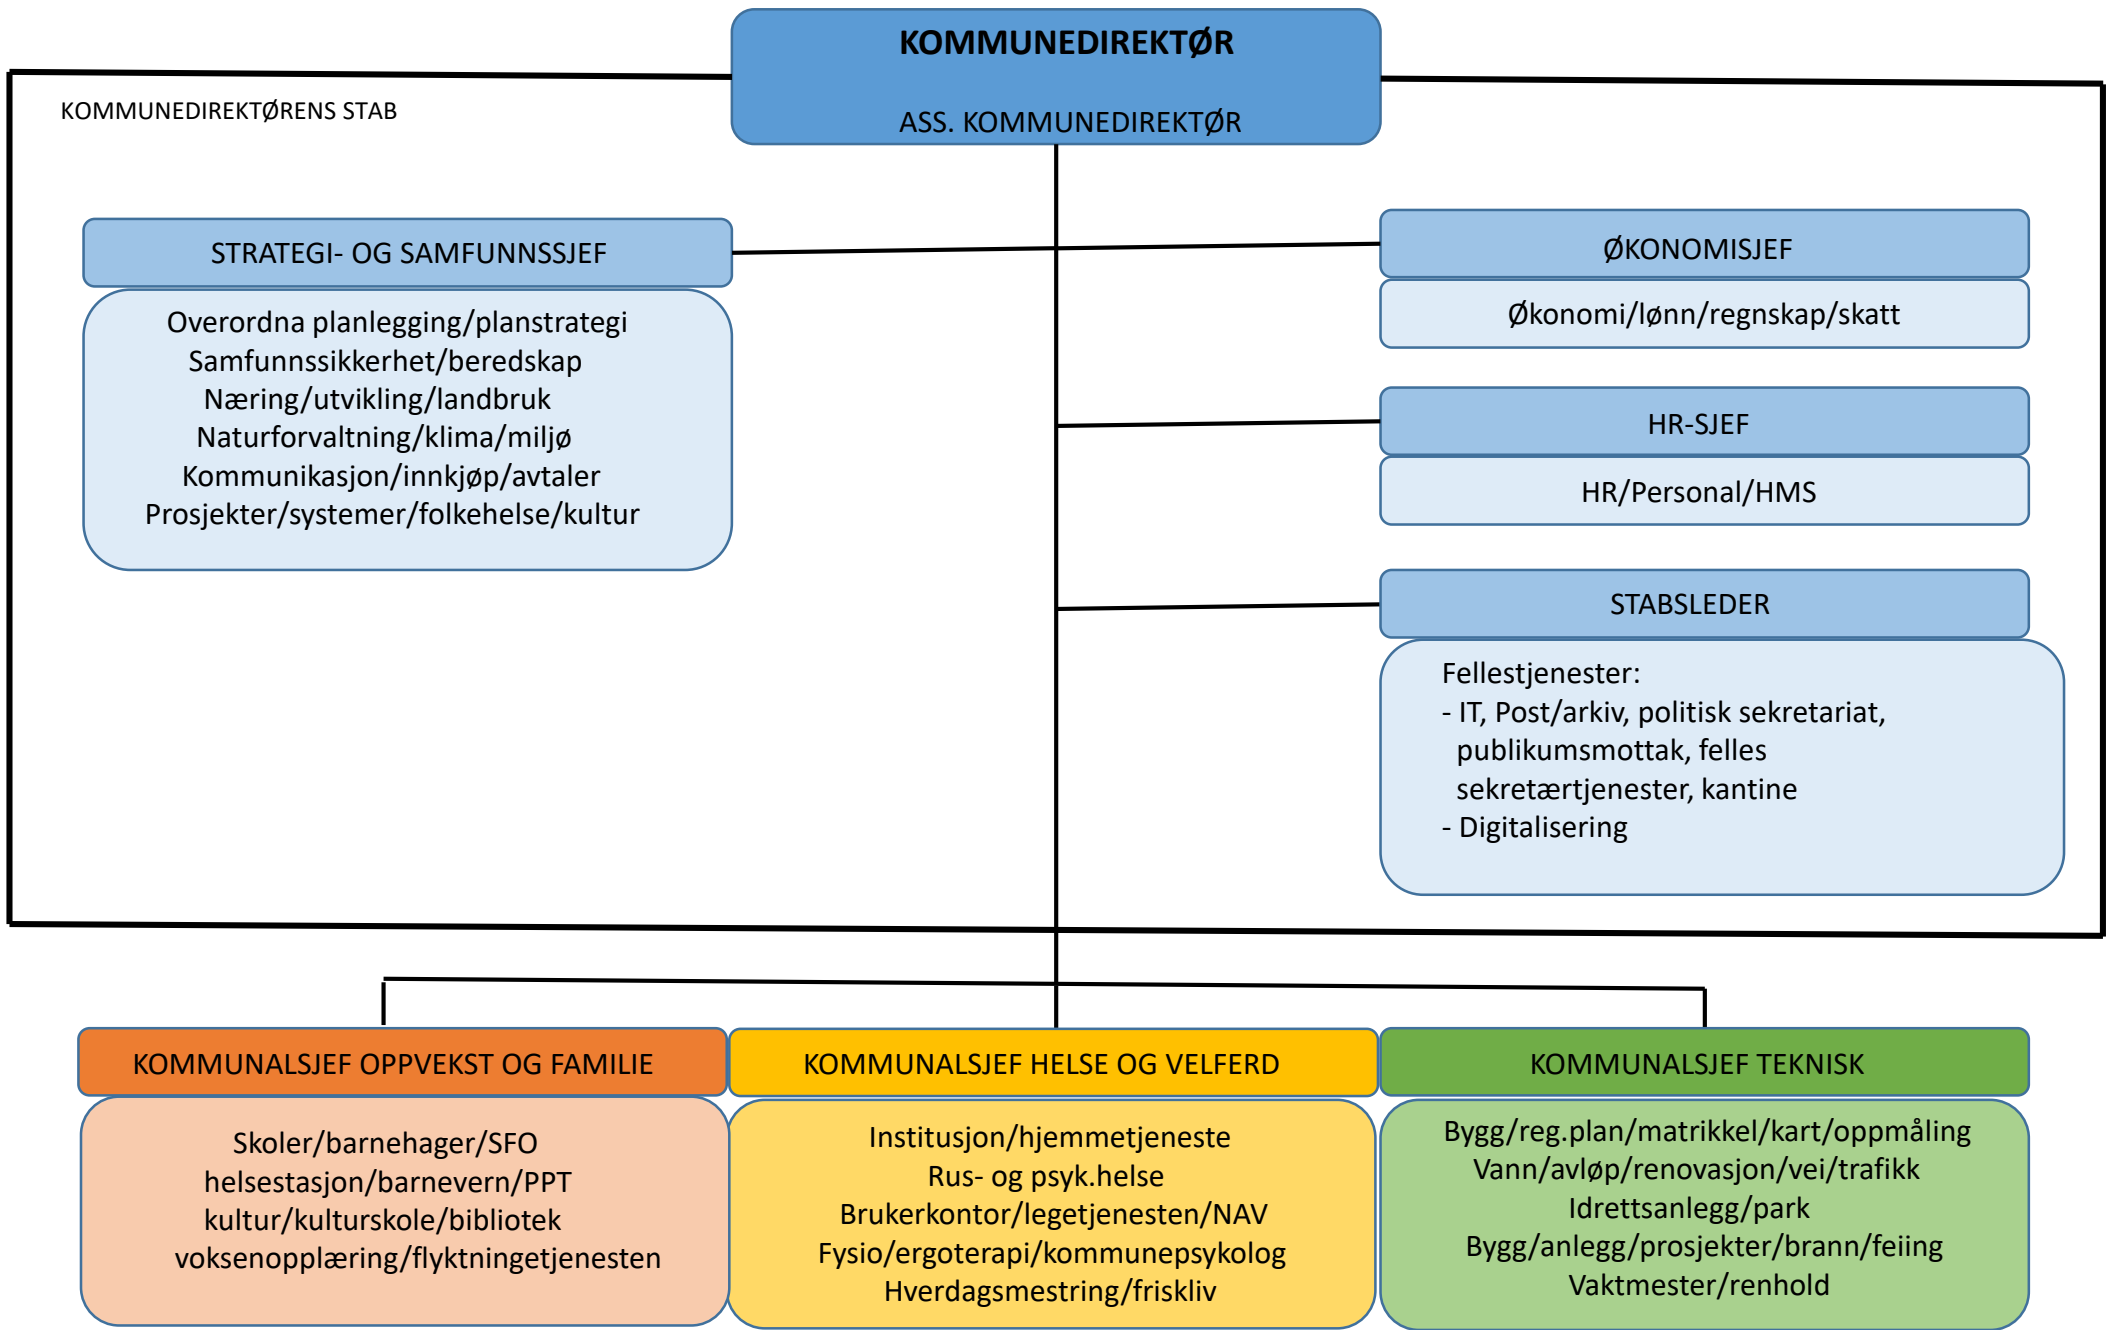 KOMMUNEDIREKTØR
ASS. KOMMUNEDIREKTØR
KOMMUNEDIREKTØRENS STAB
STRATEGI- OG SAMFUNNSSJEF
Overordna planlegging/planstrategi
Samfunnssikkerhet/beredskap
Næring/utvikling/landbruk
Naturforvaltning/klima/miljø
Kommunikasjon/innkjøp/avtaler
Prosjekter/systemer/folkehelse/kultur
ØKONOMISJEF
Økonomi/lønn/regnskap/skatt
HR-SJEF
HR/Personal/HMS
STABSLEDER
Fellestjenester:
- IT, Post/arkiv, politisk sekretariat,
publikumsmottak, felles
sekretærtjenester, kantine
- Digitalisering
KOMMUNALSJEF OPPVEKST OG FAMILIE
Skoler/barnehager/SFO
helsestasjon/barnevern/PPT
kultur/kulturskole/bibliotek
voksenopplæring/flyktningetjenesten
KOMMUNALSJEF HELSE OG VELFERD
Institusjon/hjemmetjeneste
Rus- og psyk.helse
Brukerkontor/legetjenesten/NAV
Fysio/ergoterapi/kommunepsykolog
Hverdagsmestring/friskliv
KOMMUNALSJEF TEKNISK
Bygg/reg.plan/matrikkel/kart/oppmåling
Vann/avløp/renovasjon/vei/trafikk
Idrettsanlegg/park
Bygg/anlegg/prosjekter/brann/feiing
Vaktmester/renhold